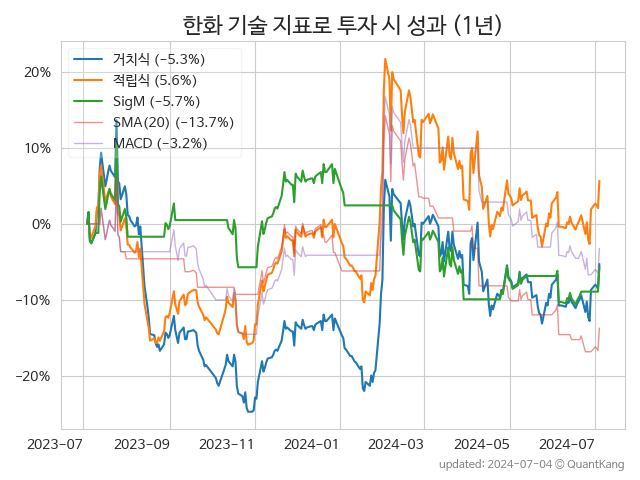 한화 기술 지표로 투자 시 성과 (1년)
거치식 (−5.3%)
적립식 (5.6%)
SigM (−5.7%)
SMA(20) (−13.7%)
MACD (−3.2%)
20%
10%
0%
−10%
−20%
2023-07 2023-09 2023-11 2024-01 2024-03 2024-05 2024-07
updated: 2024-07-04 ⓒ QuantKang